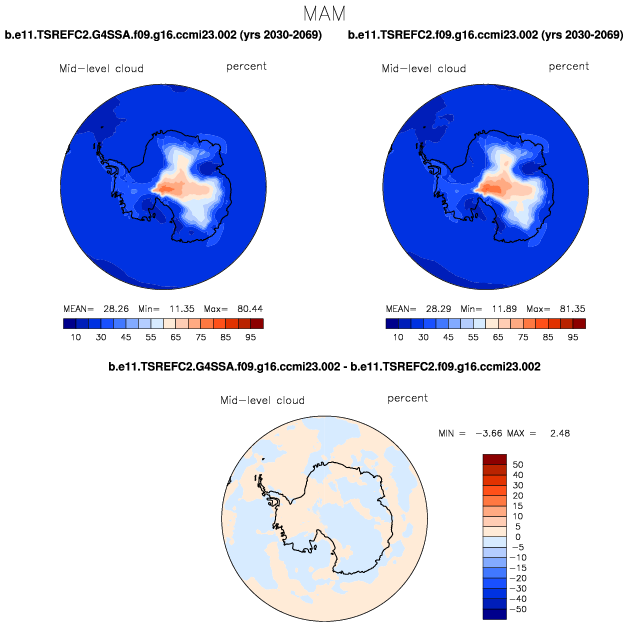 MAM
b.e11.TSREFC2.G4SSA.f09.g16.ccmi23.002 (yrs 2030-2069)
b.e11.TSREFC2.f09.g16.ccmi23.002 (yrs 2030-2069)
Mid-level cloud percent
Mid-level cloud percent
MEAN= 28.26 Min= 11.35 Max= 80.44
MEAN= 28.29 Min= 11.89 Max= 81.35
10 30 45 55 65 75 85 95
10 30 45 55 65 75 85 95
b.e11.TSREFC2.G4SSA.f09.g16.ccmi23.002 - b.e11.TSREFC2.f09.g16.ccmi23.002
Mid-level cloud percent
MIN = -3.66 MAX = 2.48
50
40
30
20
15
10
5
0
-5
-10
-15
-20
-30
-40
-50